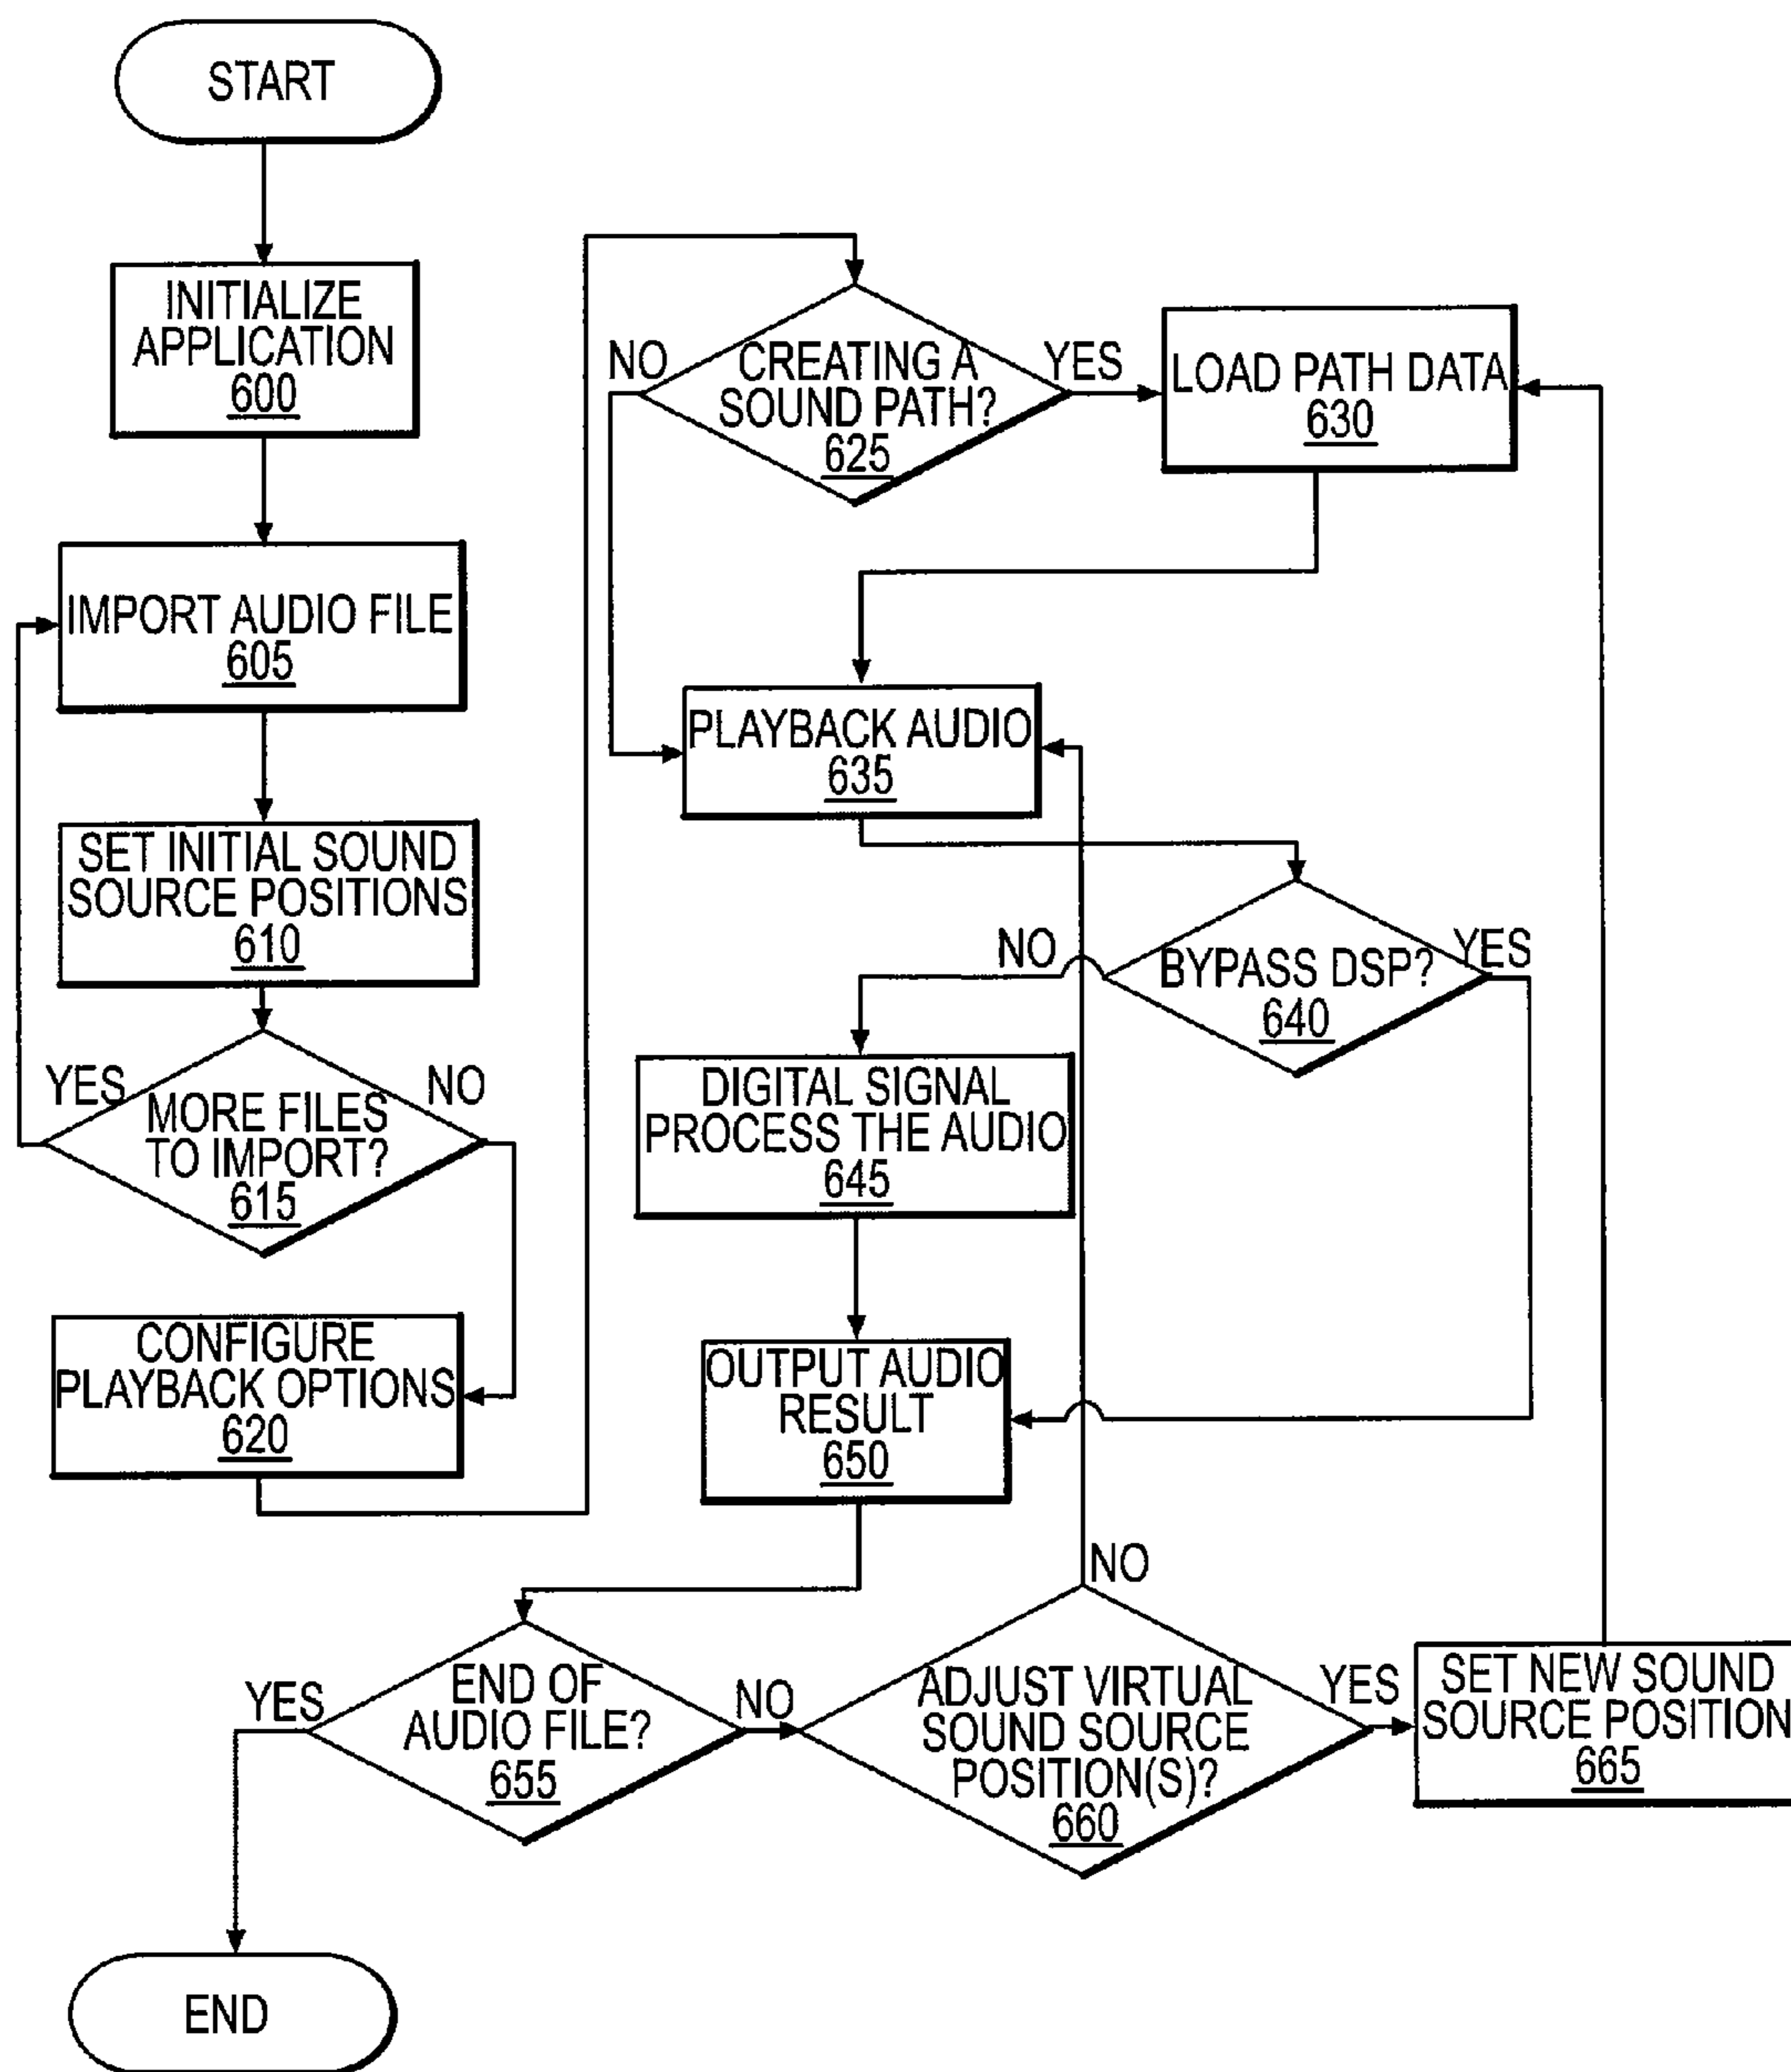 START
INITIALIZE
APPLICATION
600
IMPORT AUDIO FILE
605
SET INITIAL SOUND
SOURCE POSITIONS
610
YES
NO
MORE FILES
TO IMPORT?
615
CONFIGURE
PLAYBACK OPTIONS
620
NO
CREATING A
SOUND PATH?
625
YES
LOAD PATH DATA
630
PLAYBACK AUDIO
635
NO
BYPASS DSP?
640
YES
DIGITAL SIGNAL
PROCESS THE AUDIO
645
OUTPUT AUDIO
RESULT
650
YES
END OF
AUDIO FILE?
655
NO
NO
ADJUST VIRTUAL
SOUND SOURCE
POSITION(S)?
660
YES
SET NEW SOUND
SOURCE POSITION
665
END